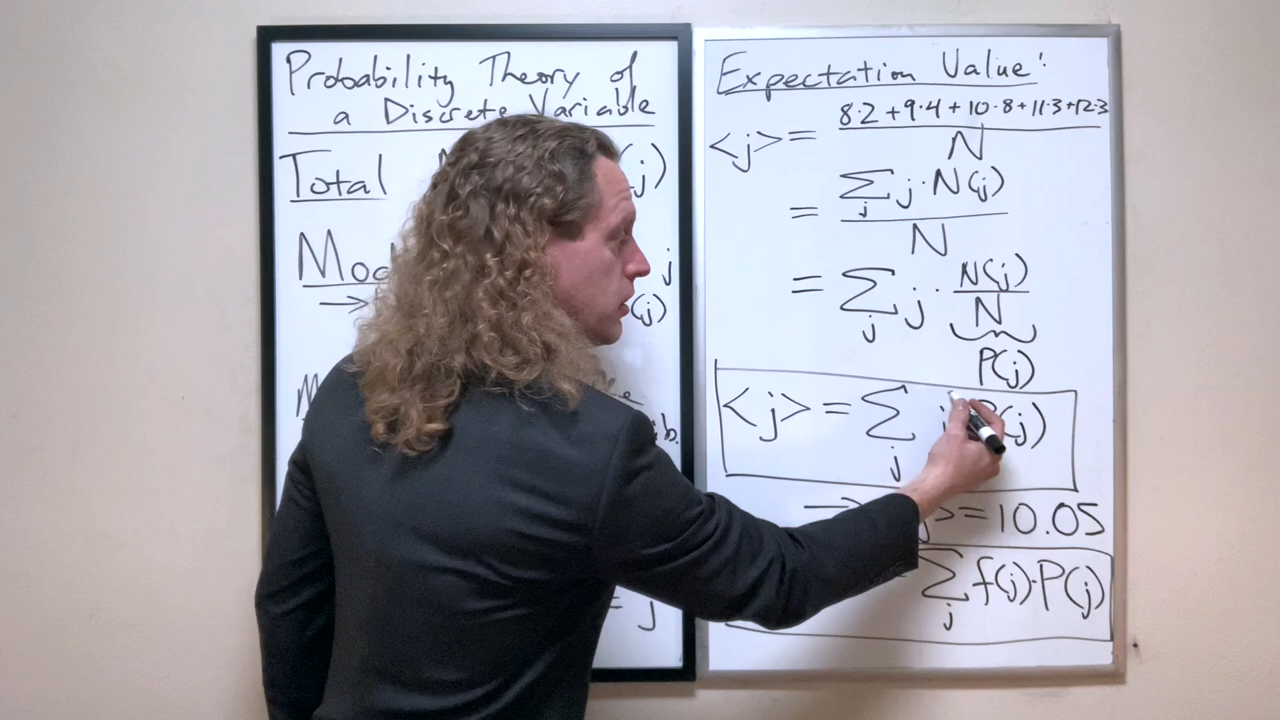 Probability Theory of
a Discrete Variable
Total
j)
j
→ (j)
= j
Expectation Value:
<j> = 8·2+9·4+10·8+11·3+12·3
N
= Σ j j·N(j)
N
= Σ j j · N(j)
N
P(j)
<j> = Σ j (j)
→ > = 10.05
Σ j f(j)·P(j)